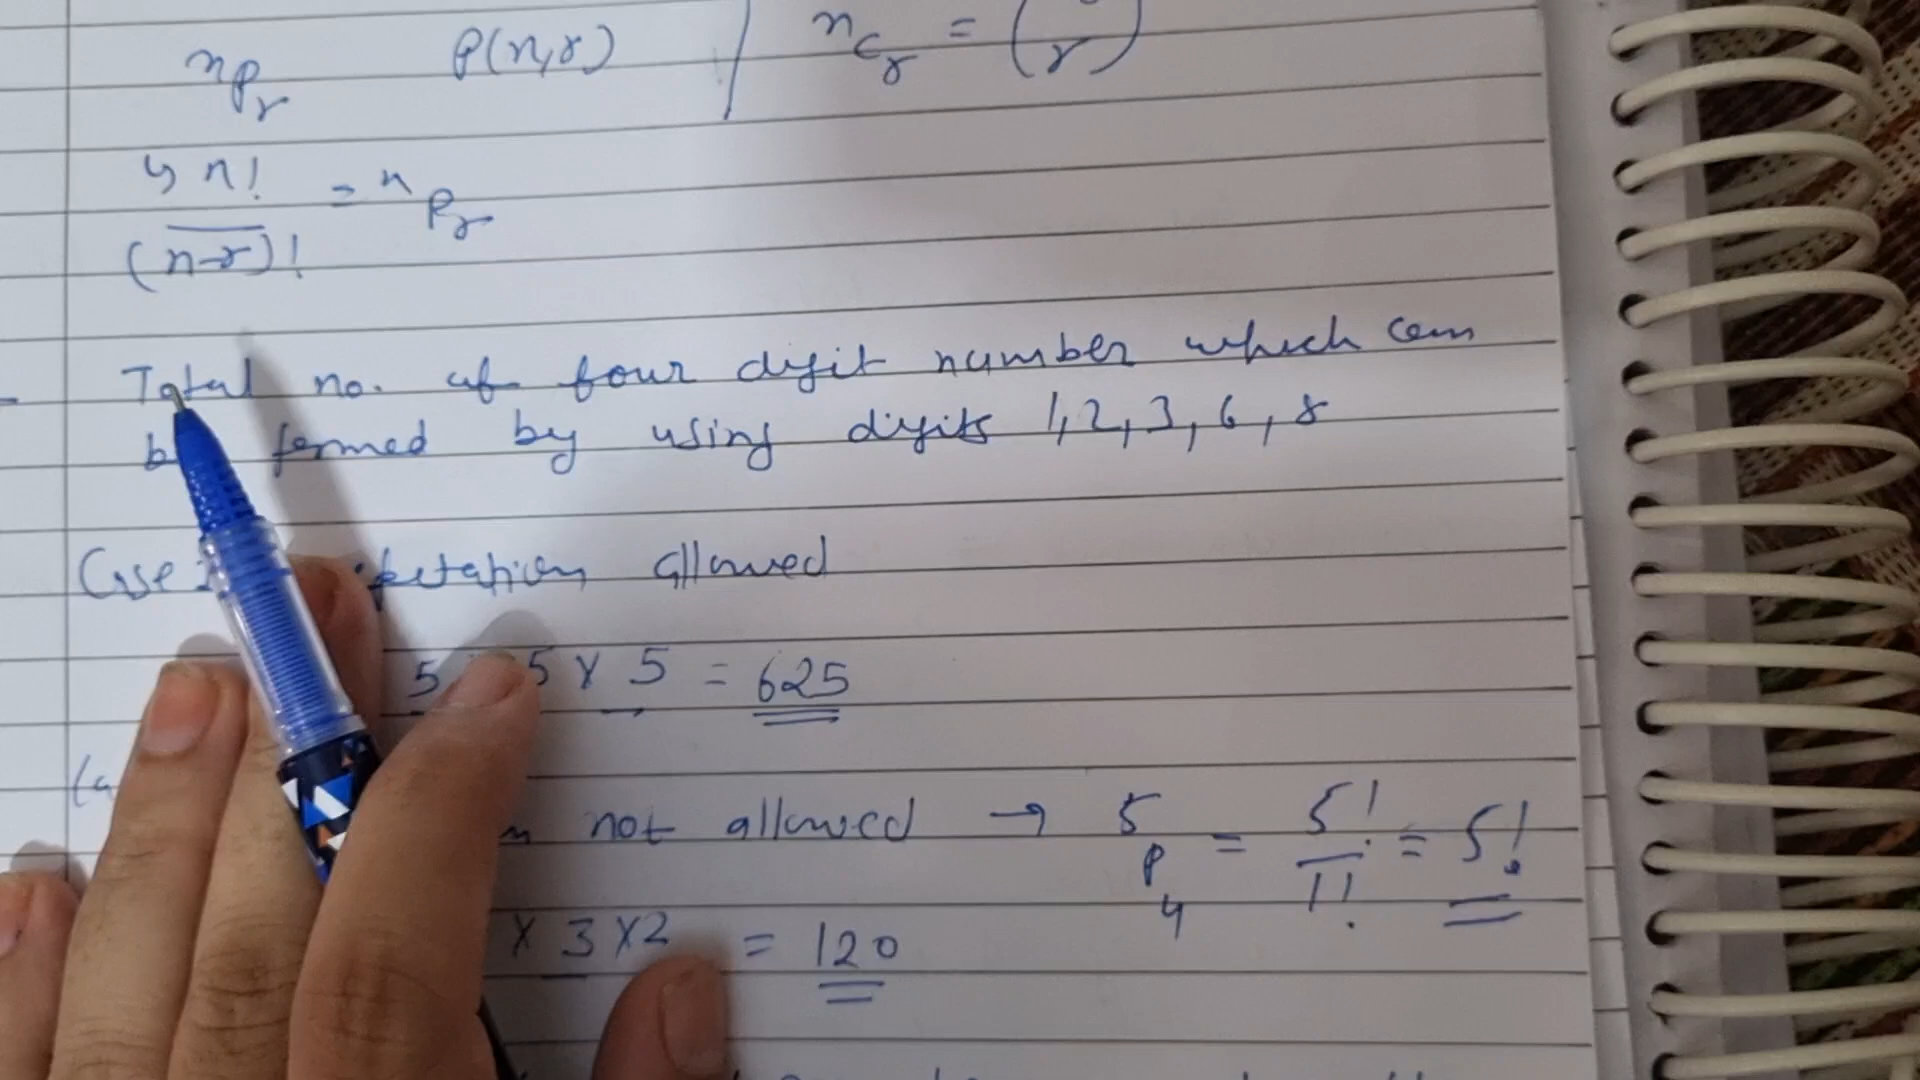 nPr P(n,r) / nCr = ( r )
↳ n! / (n-r)! = nPr
Total no. of four digit number which can
formed by using digits 1,2,3,6,8
Case allowed
5 5 x 5 = 625
not allowed → 5P4 = 5!/1! = 5!
x 3 x 2 = 120